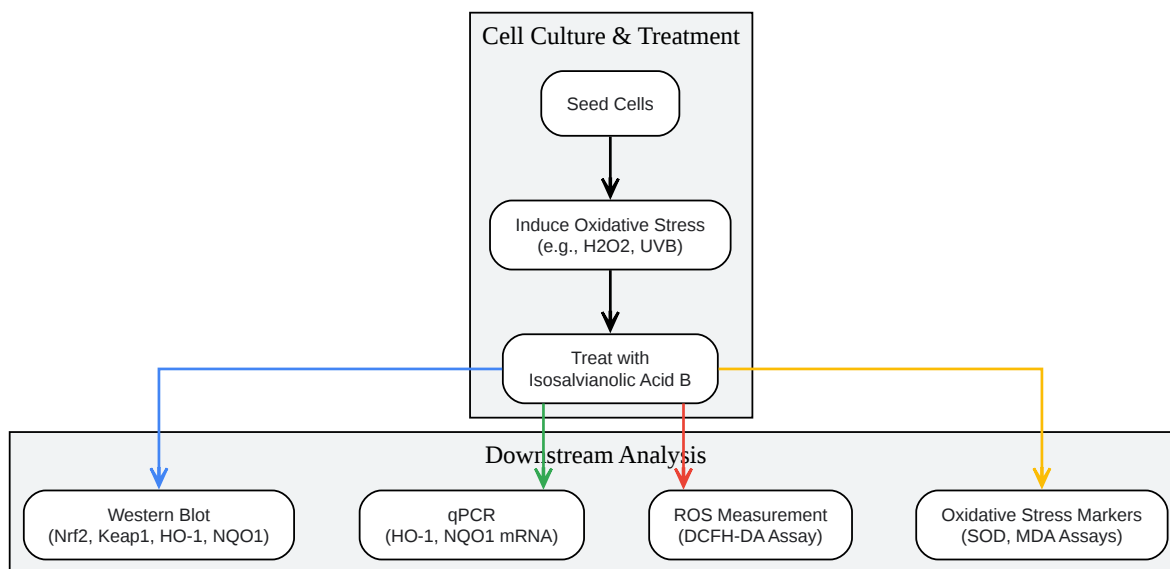 Cell Culture & Treatment
Seed Cells
Induce Oxidative Stress
(e.g., H2O2, UVB)
Treat with
Isosalvianolic Acid B
Downstream Analysis
Western Blot
(Nrf2, Keap1, HO-1, NQO1)
qPCR
(HO-1, NQO1 mRNA)
ROS Measurement
(DCFH-DA Assay)
Oxidative Stress Markers
(SOD, MDA Assays)